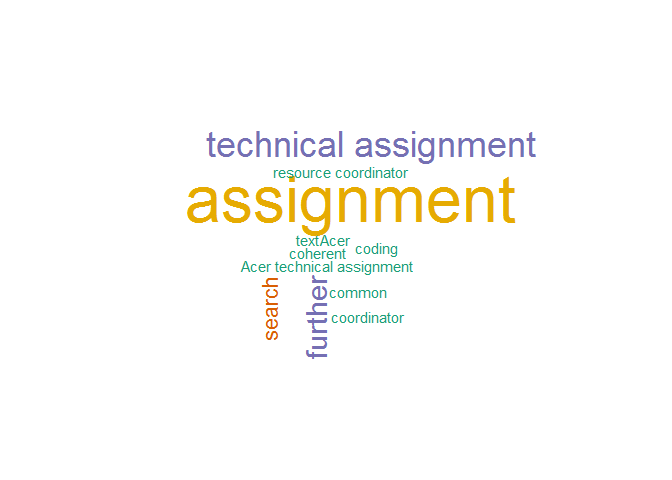 technical assignment
resource coordinator
assignment
textAcer
coding
coherent
Acer technical assignment
search
further
common
coordinator